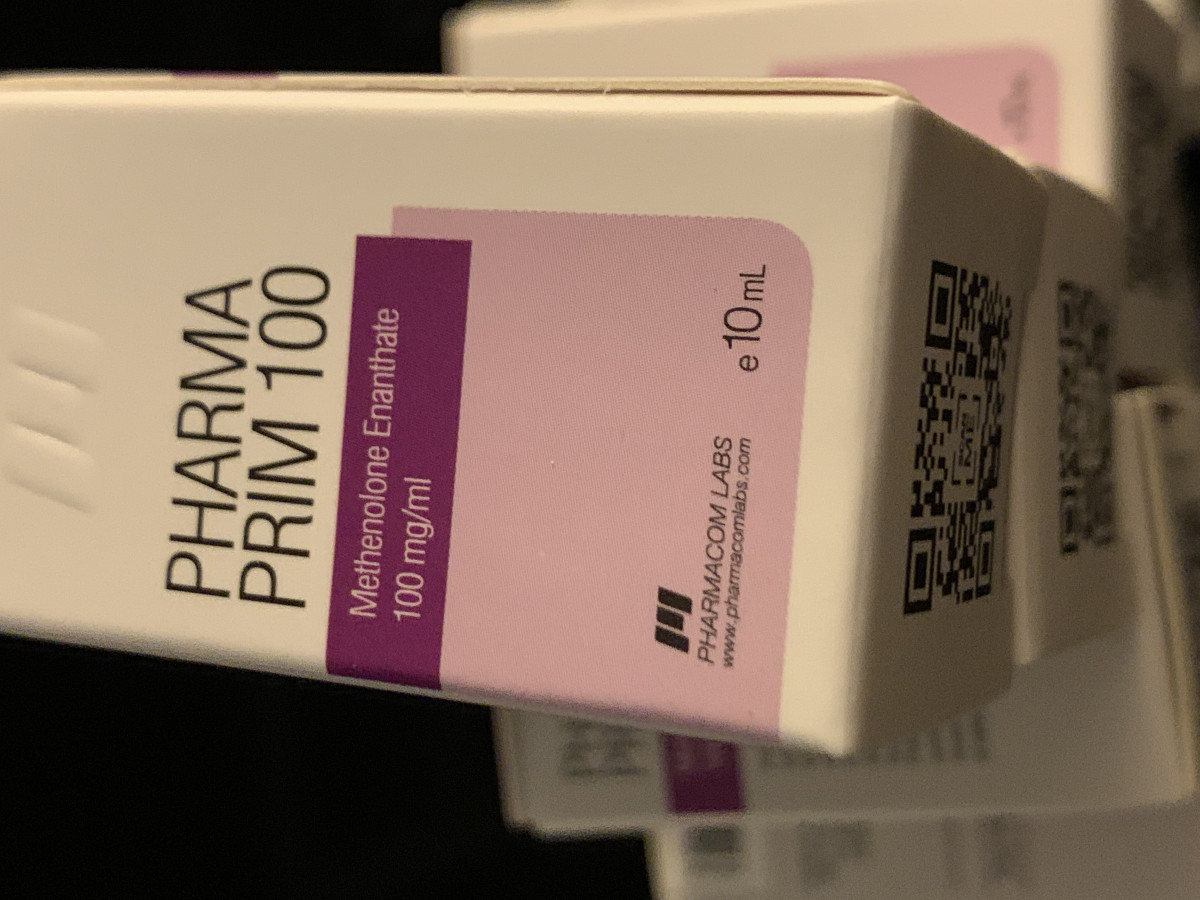 PHARMA
PRIM 100
Methenolone Enanthate
100 mg/ml
PHARMACOM LABS
www.pharmacomlabs.com
e 10 mL